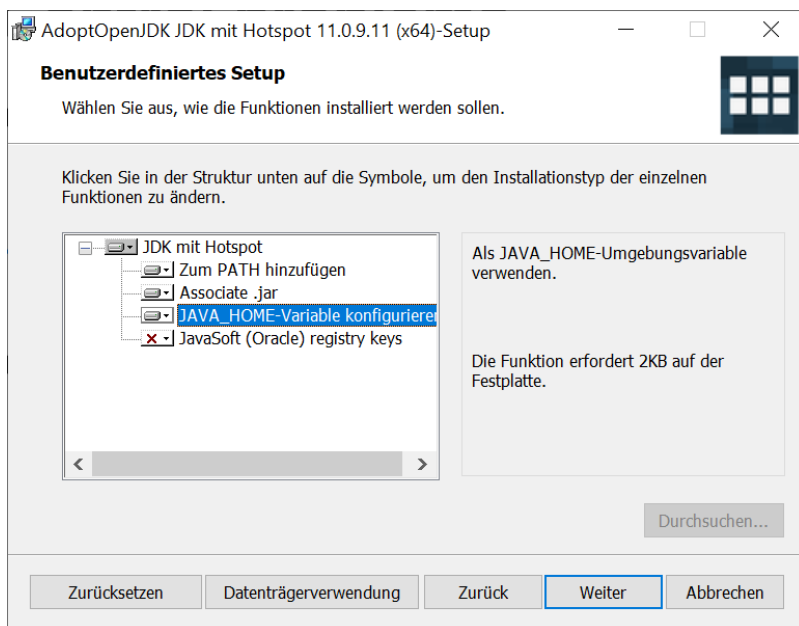 AdoptOpenJDK JDK mit Hotspot 11.0.9.11 (x64)-Setup
Benutzerdefiniertes Setup
Wählen Sie aus, wie die Funktionen installiert werden sollen.
Klicken Sie in der Struktur unten auf die Symbole, um den Installationstyp der einzelnen
Funktionen zu ändern.
JDK mit Hotspot
Zum PATH hinzufügen
Associate .jar
JAVA_HOME-Variable konfigurieren
JavaSoft (Oracle) registry keys
Als JAVA_HOME-Umgebungsvariable
verwenden.
Die Funktion erfordert 2KB auf der
Festplatte.
Durchsuchen...
Zurücksetzen
Datenträgerverwendung
Zurück
Weiter
Abbrechen